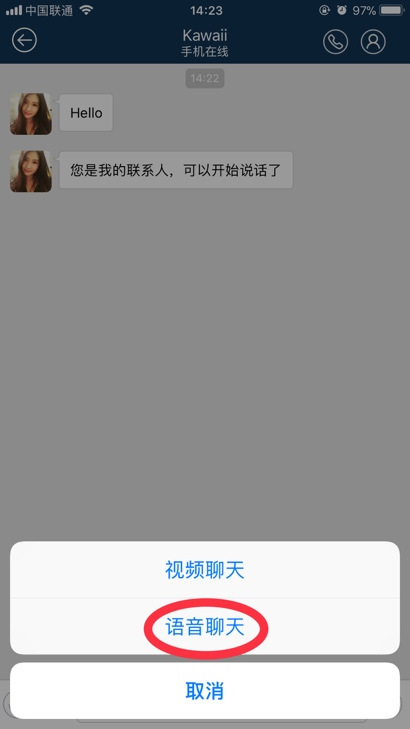 中国联通
14:23
97%
Kawaii
手机在线
14:22
Hello
您是我的联系人，可以开始说话了
视频聊天
语音聊天
取消